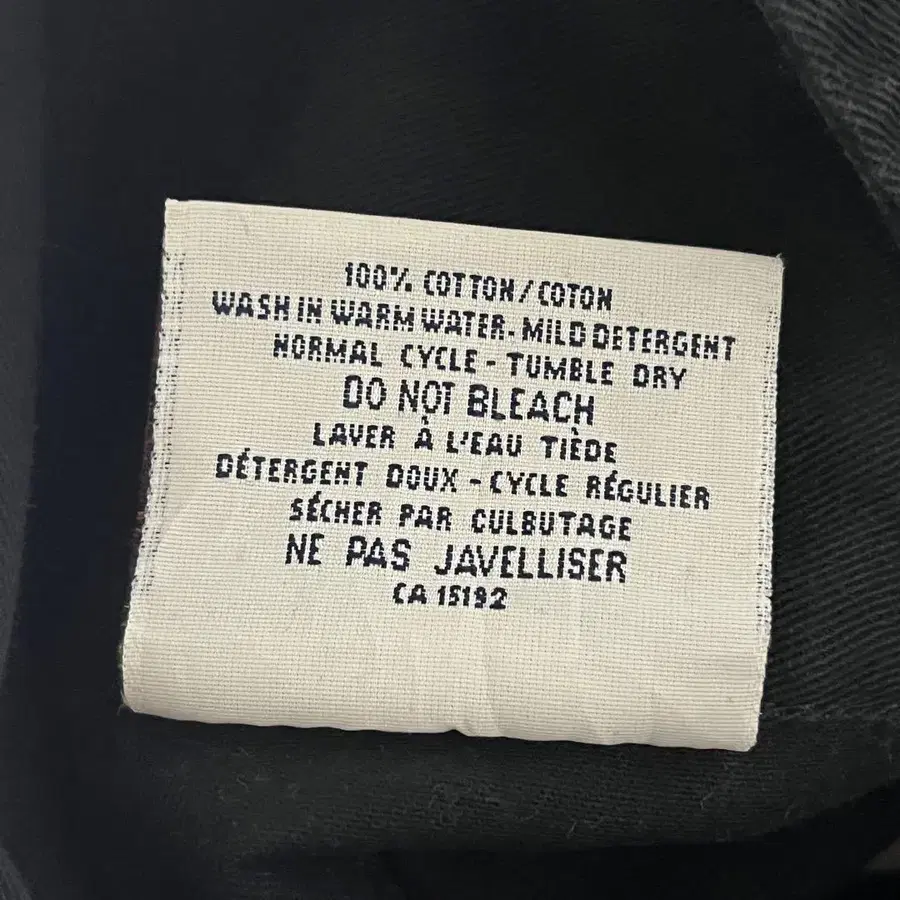 100% COTTON/COTON
WASH IN WARM WATER-MILD DETERGENT
NORMAL CYCLE - TUMBLE DRY
DO NOT BLEACH
LAVER À L'EAU TIÈDE
DÉTERGENT DOUX - CYCLE RÉGULIER
SÉCHER PAR CULBUTAGE
NE PAS JAVELLISER
CA 15192